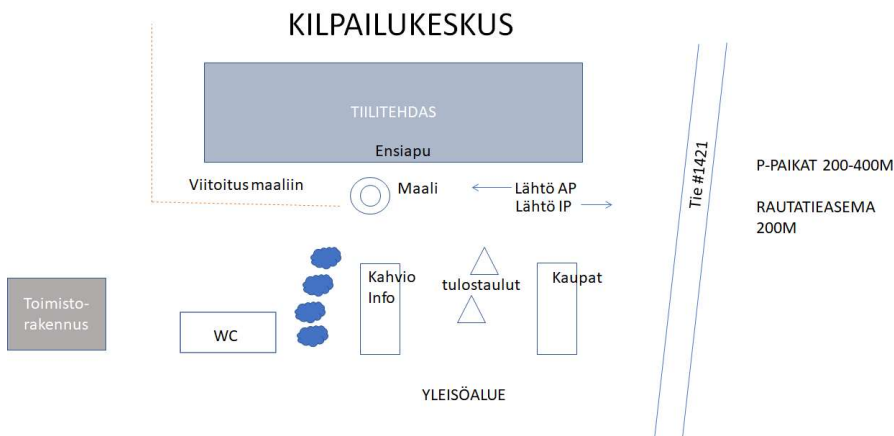 KILPAILUKESKUS
TIILITEHDAS
Ensiapu
Viitoitus maaliin
Maali
Lähtö AP
Lähtö IP
Tie #1421
P-PAIKAT 200-400M
RAUTATIEASEMA
200M
Kahvio
Info
tulostaulut
Kaupat
Toimisto-
rakennus
WC
YLEISÖALUE